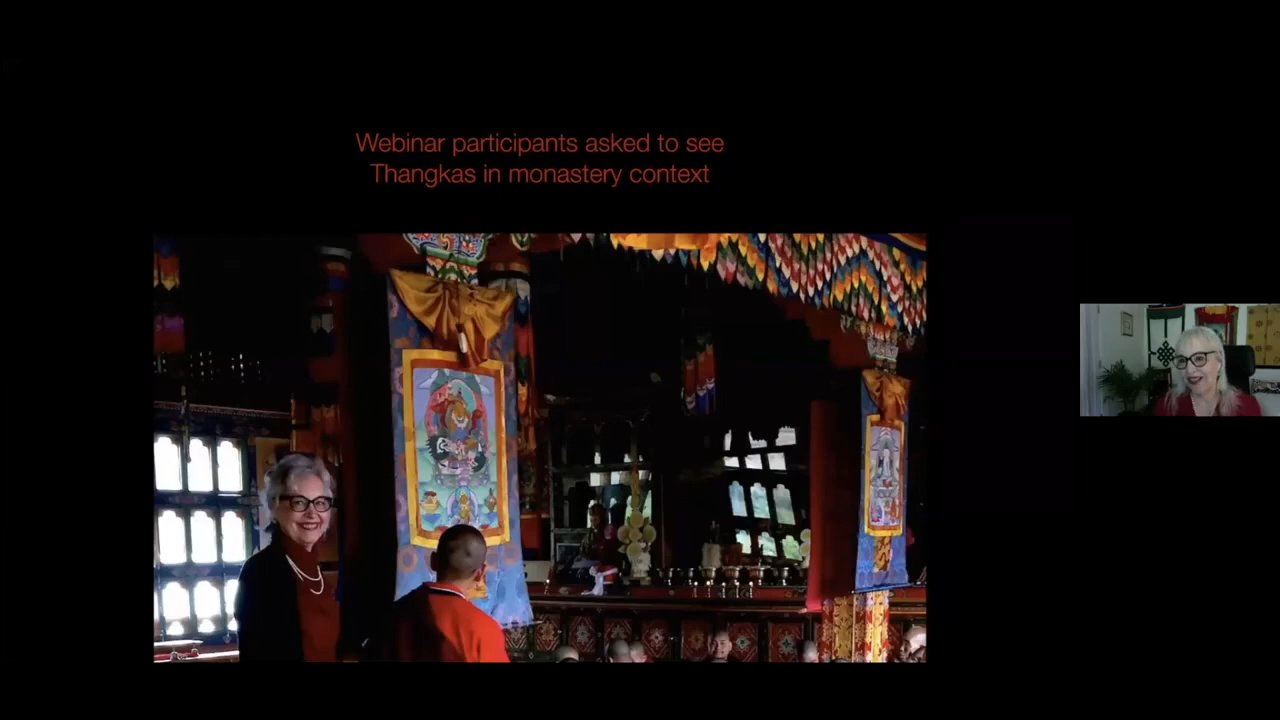 Webinar participants asked to see
Thangkas in monastery context